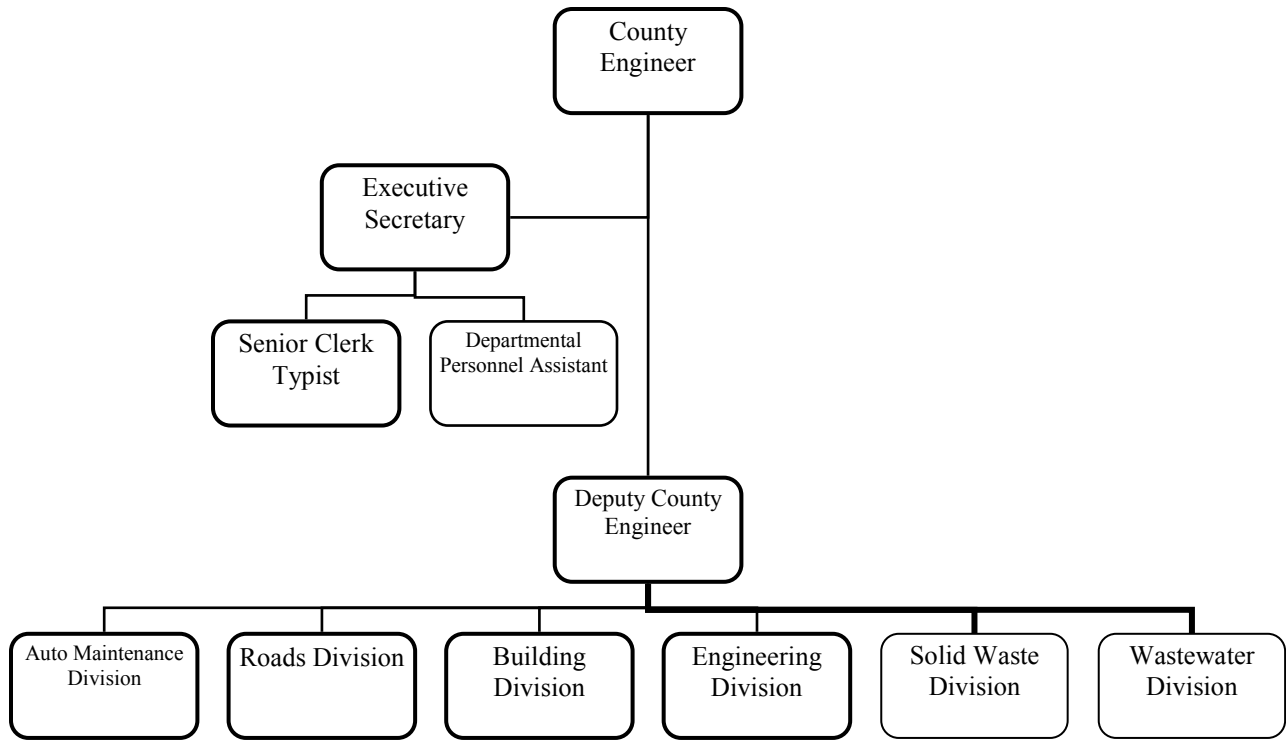 County
Engineer
Executive
Secretary
Senior Clerk
Typist
Departmental
Personnel Assistant
Deputy County
Engineer
Auto Maintenance
Division
Roads Division
Building
Division
Engineering
Division
Solid Waste
Division
Wastewater
Division